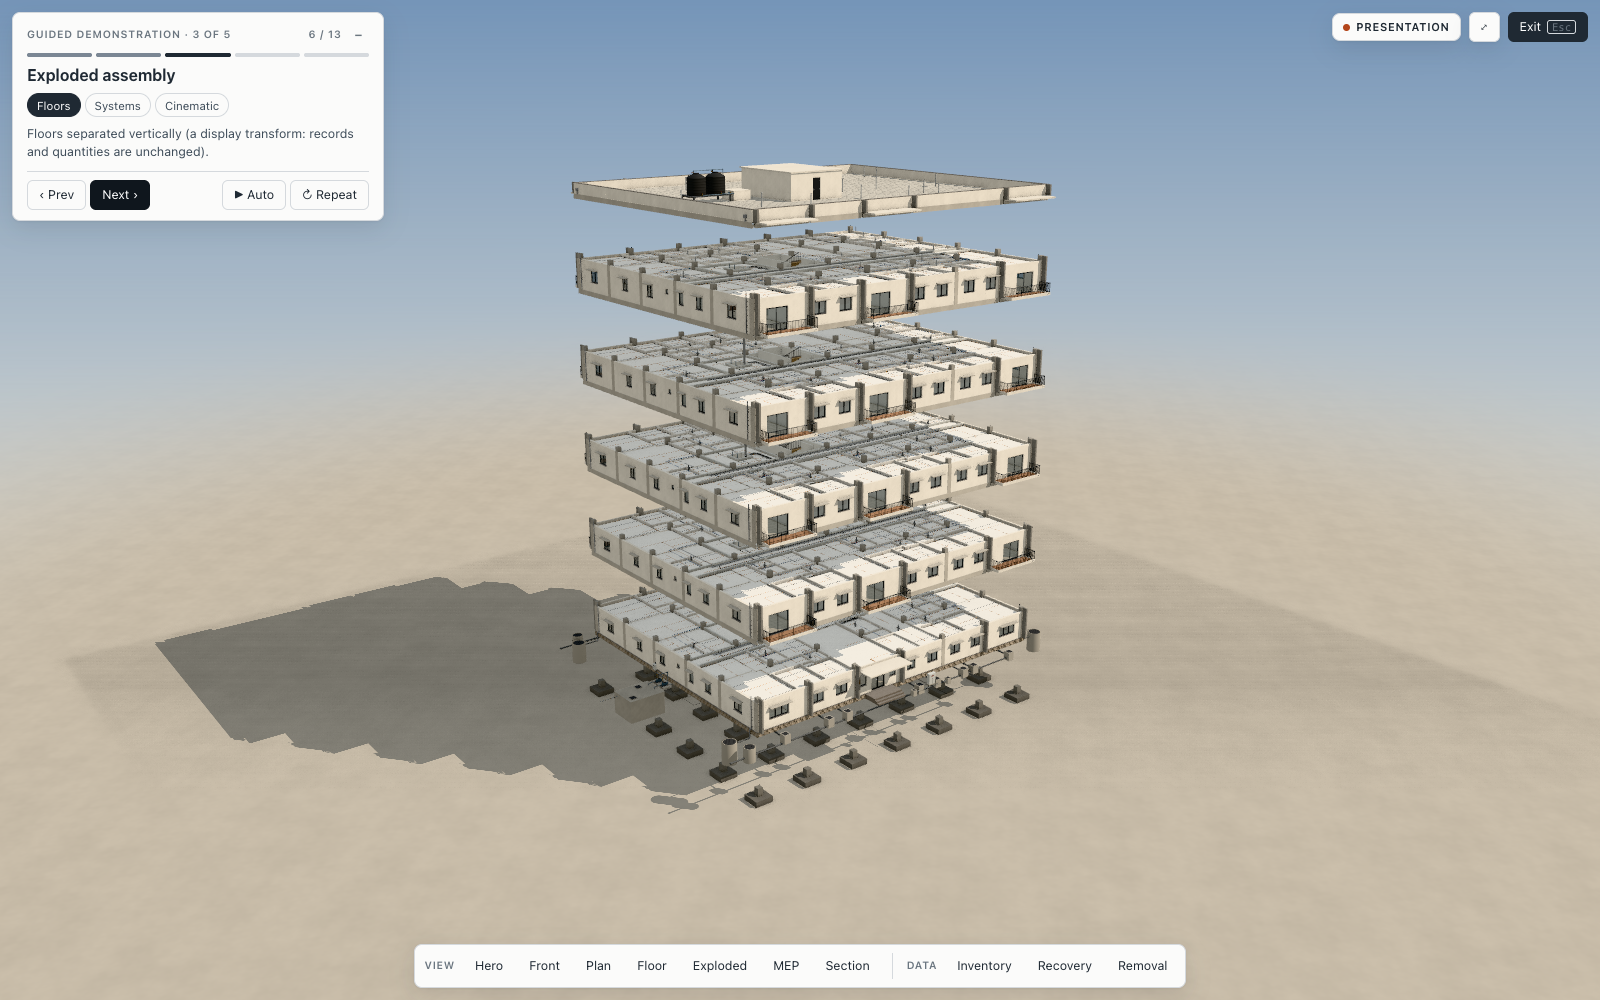 GUIDED DEMONSTRATION · 3 OF 5
6 / 13 –
Exploded assembly
Floors
Systems
Cinematic
Floors separated vertically (a display transform: records
and quantities are unchanged).
‹ Prev
Next ›
▶ Auto
↻ Repeat
PRESENTATION
Exit Esc
VIEW
Hero
Front
Plan
Floor
Exploded
MEP
Section
DATA
Inventory
Recovery
Removal